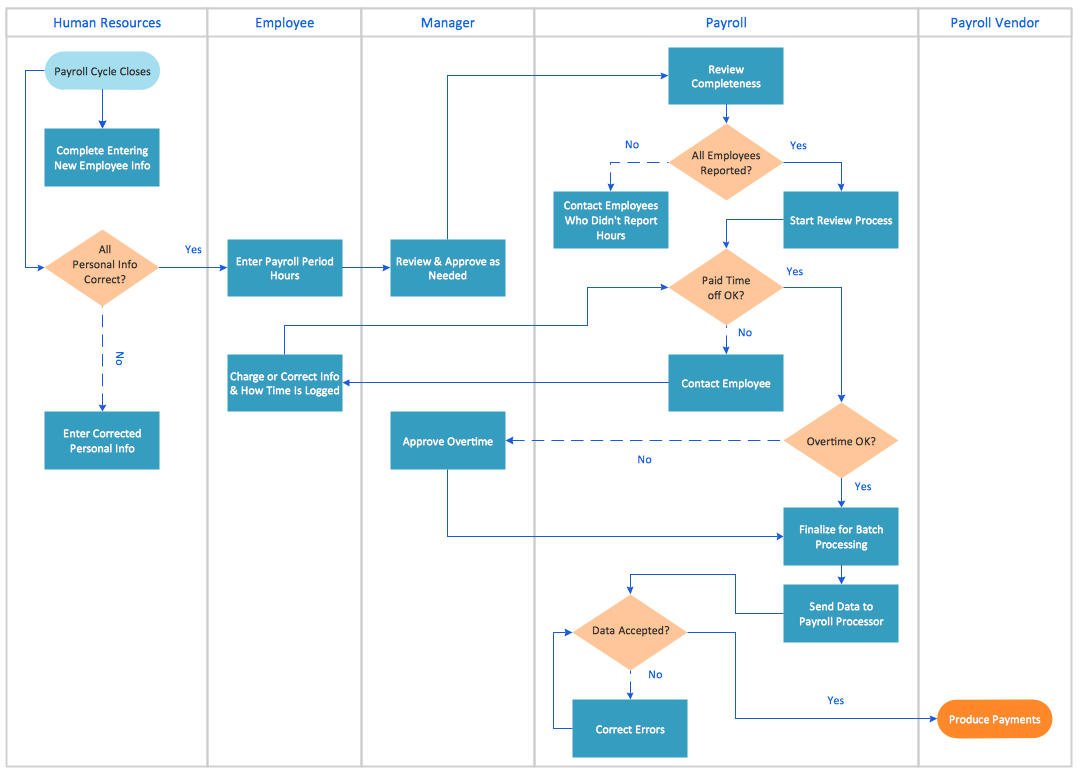 Human Resources
Employee
Manager
Payroll
Payroll Vendor
Payroll Cycle Closes
Complete Entering
New Employee Info
All
Personal Info
Correct?
Yes
No
Enter Corrected
Personal Info
Enter Payroll Period
Hours
Charge or Correct Info
& How Time Is Logged
Review & Approve as
Needed
Approve Overtime
Review
Completeness
All Employees
Reported?
No
Yes
Contact Employees
Who Didn't Report
Hours
Start Review Process
Paid Time
off OK?
Yes
No
Contact Employee
Overtime OK?
No
Yes
Finalize for Batch
Processing
Send Data to
Payroll Processor
Data Accepted?
No
Correct Errors
Yes
Produce Payments